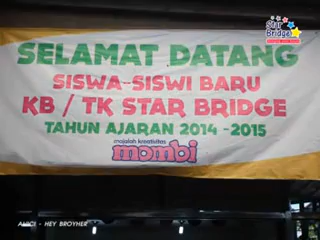 Star
Bridge
SELAMAT DATANG
SISWA-SISWI BARU
KB / TK STAR BRIDGE
TAHUN AJARAN 2014 -2015
majalah kreativitas
mombi
- HEY BROTHER